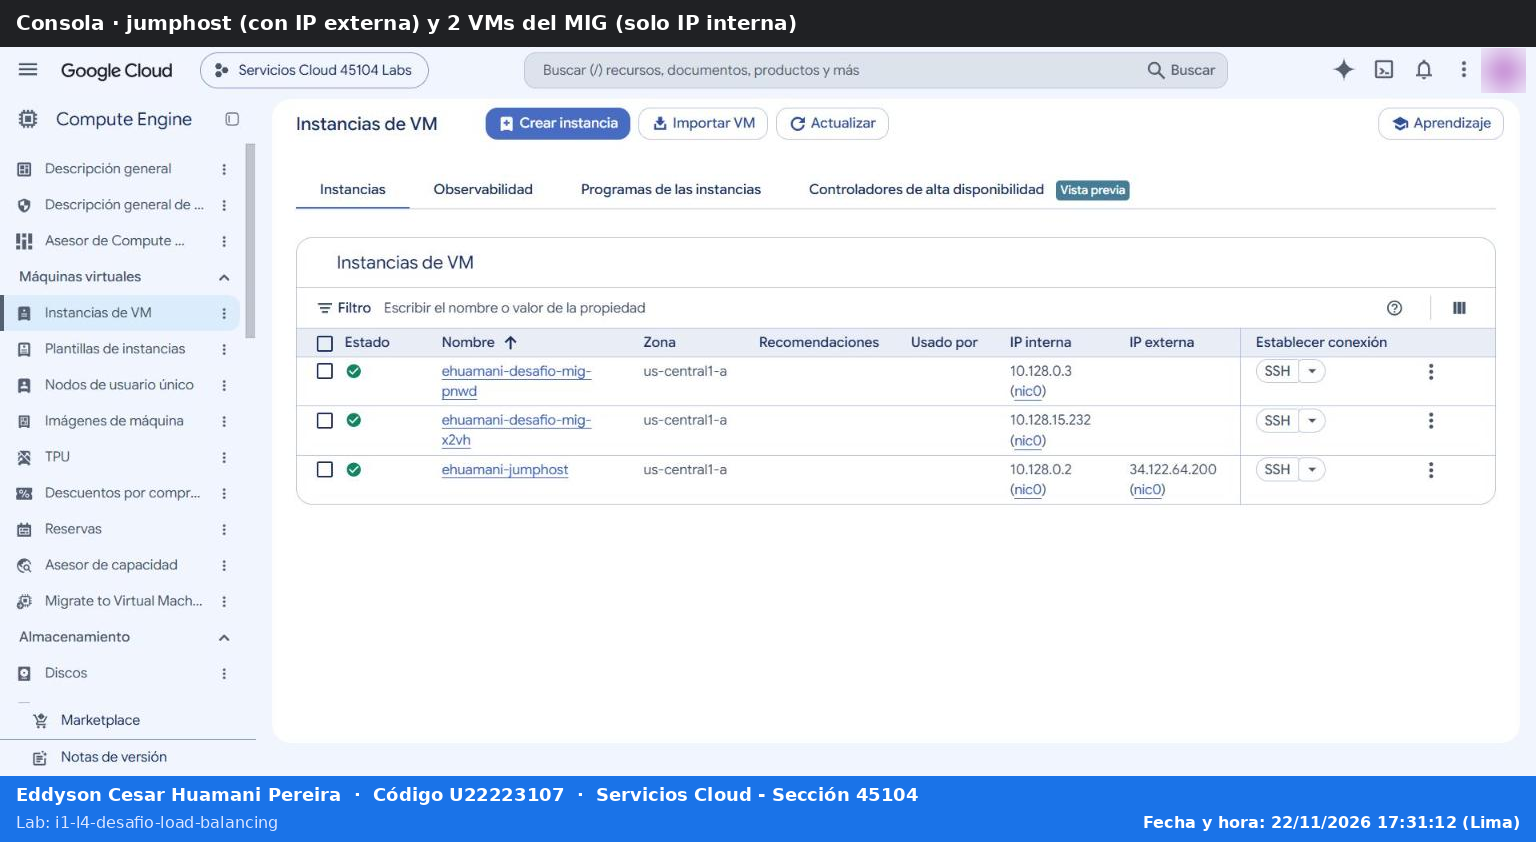 Consola · jumphost (con IP externa) y 2 VMs del MIG (solo IP interna)
Google Cloud
Servicios Cloud 45104 Labs
Buscar (/) recursos, documentos, productos y más
Buscar
Compute Engine
Descripción general
Descripción general de ...
Asesor de Compute ...
Máquinas virtuales
Instancias de VM
Plantillas de instancias
Nodos de usuario único
Imágenes de máquina
TPU
Descuentos por compr...
Reservas
Asesor de capacidad
Migrate to Virtual Mach...
Almacenamiento
Discos
Marketplace
Notas de versión
Instancias de VM
Crear instancia
Importar VM
Actualizar
Aprendizaje
Instancias
Observabilidad
Programas de las instancias
Controladores de alta disponibilidad
Vista previa
Instancias de VM
Filtro Escribir el nombre o valor de la propiedad
Estado Nombre Zona Recomendaciones Usado por IP interna IP externa Establecer conexión
ehuamani-desafio-mig- us-central1-a 10.128.0.3 SSH
pnwd (nic0)
ehuamani-desafio-mig- us-central1-a 10.128.15.232 SSH
x2vh (nic0)
ehuamani-jumphost us-central1-a 10.128.0.2 34.122.64.200 SSH
(nic0) (nic0)
Eddyson Cesar Huamani Pereira · Código U22223107 · Servicios Cloud - Sección 45104
Lab: i1-l4-desafio-load-balancing
Fecha y hora: 22/11/2026 17:31:12 (Lima)